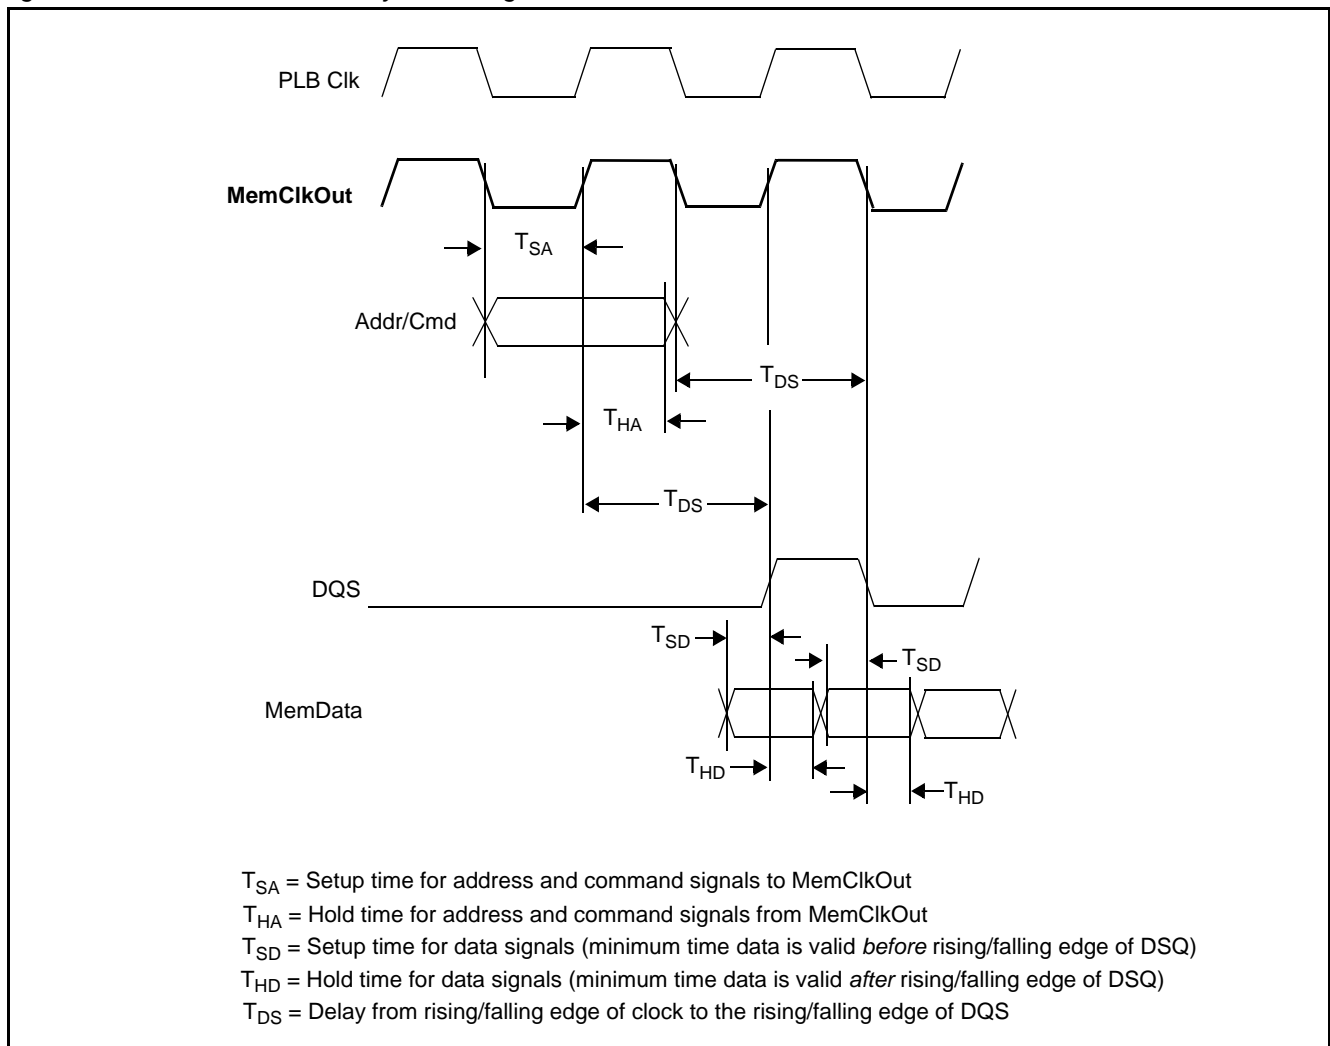 PLB Clk
MemClkOut
TSA
Addr/Cmd
TDS
THA
TDS
DQS
TSD
TSD
MemData
THD
THD
TSA = Setup time for address and command signals to MemClkOut
THA = Hold time for address and command signals from MemClkOut
TSD = Setup time for data signals (minimum time data is valid before rising/falling edge of DSQ)
THD = Hold time for data signals (minimum time data is valid after rising/falling edge of DSQ)
TDS = Delay from rising/falling edge of clock to the rising/falling edge of DQS